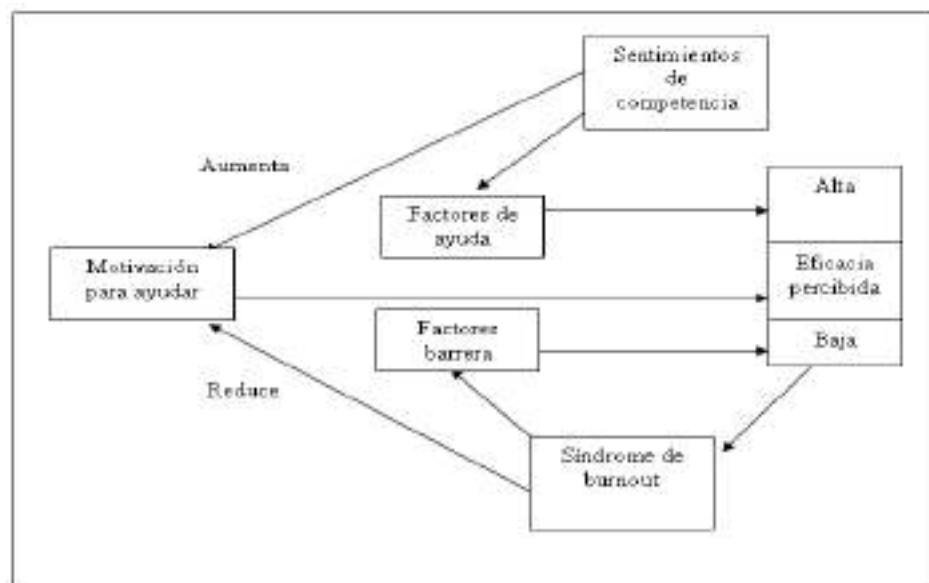 Sentimientos
de
competencia
Aumenta
Alta
Factores de
ayuda
Motivación
para ayudar
Eficacia
percibida
Factores
barrera
Baja
Reduce
Síndrome de
burnout